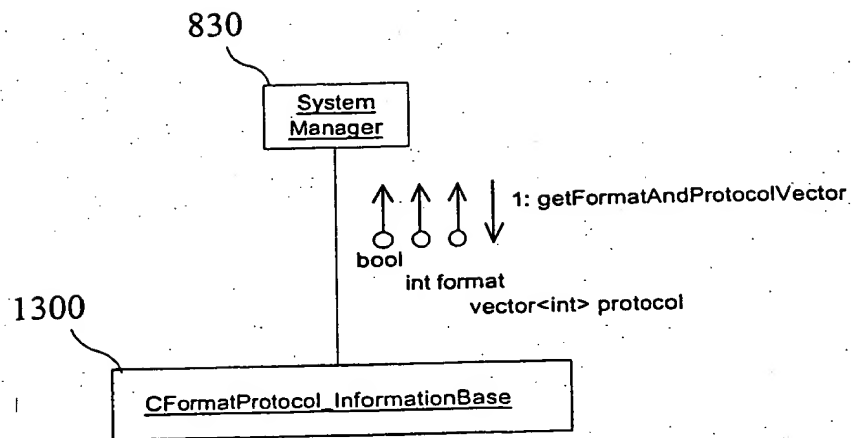 830
System
Manager
1: getFormatAndProtocolVector
bool
int format
vector<int> protocol
1300
CFormatProtocol_InformationBase